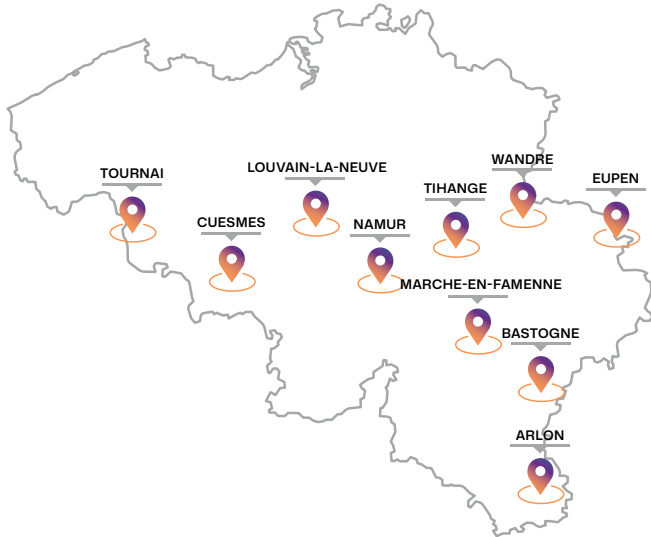 WANDRE
LOUVAIN-LA-NEUVE
TOURNAI
EUPEN
TIHANGE
CUESMES
NAMUR
MARCHE-EN-FAMENNE
BASTOGNE
ARLON